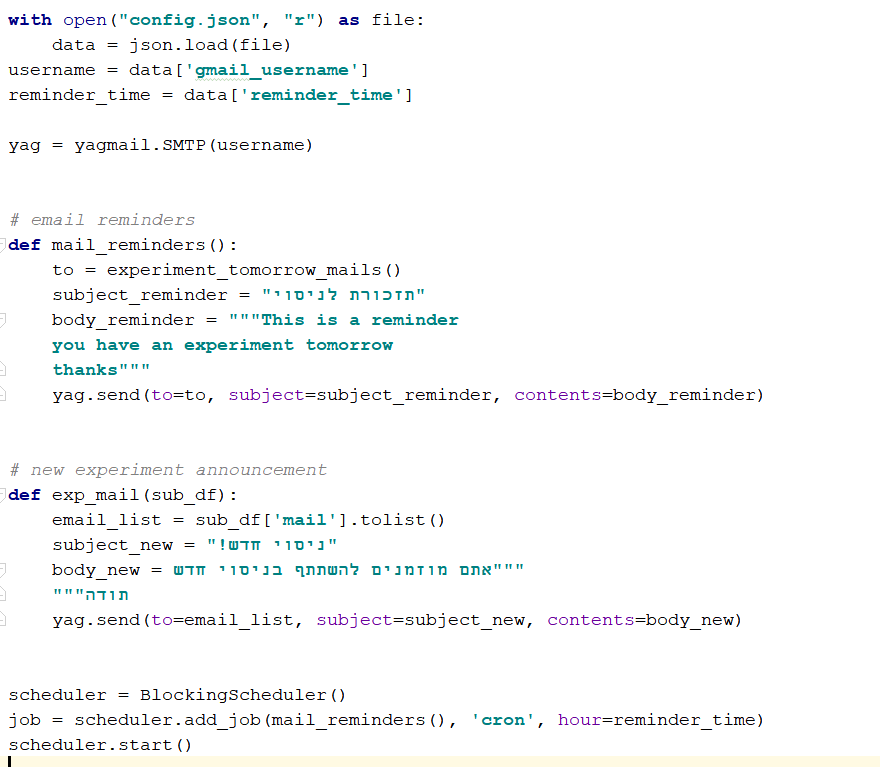 with open("config.json", "r") as file:
    data = json.load(file)
username = data['gmail_username']
reminder_time = data['reminder_time']

yag = yagmail.SMTP(username)


# email reminders
def mail_reminders():
    to = experiment_tomorrow_mails()
    subject_reminder = "תזכורת לניסוי"
    body_reminder = """This is a reminder
    you have an experiment tomorrow
    thanks"""
    yag.send(to=to, subject=subject_reminder, contents=body_reminder)


# new experiment announcement
def exp_mail(sub_df):
    email_list = sub_df['mail'].tolist()
    subject_new = "ניסוי חדש!"
    body_new = """אתם מוזמנים להשתתף בניסוי חדש
    תודה"""
    yag.send(to=email_list, subject=subject_new, contents=body_new)


scheduler = BlockingScheduler()
job = scheduler.add_job(mail_reminders(), 'cron', hour=reminder_time)
scheduler.start()